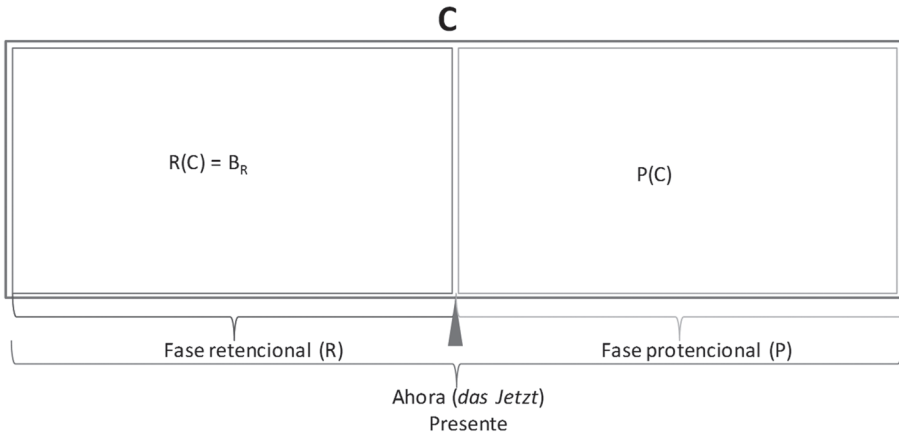 C
R(C) = B_R
P(C)
Fase retencional (R)
Fase protencional (P)
Ahora (das Jetzt)
Presente